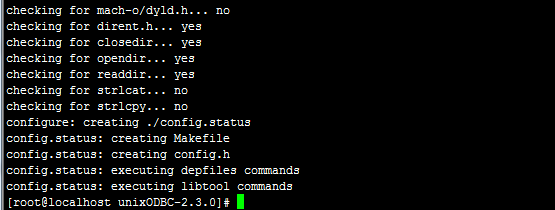 checking for mach-o/dyld.h... no
checking for dirent.h... yes
checking for closedir... yes
checking for opendir... yes
checking for readdir... yes
checking for strlcat... no
checking for strlcpy... no
configure: creating ./config.status
config.status: creating Makefile
config.status: creating config.h
config.status: executing depfiles commands
config.status: executing libtool commands
[root@localhost unixODBC-2.3.0]#